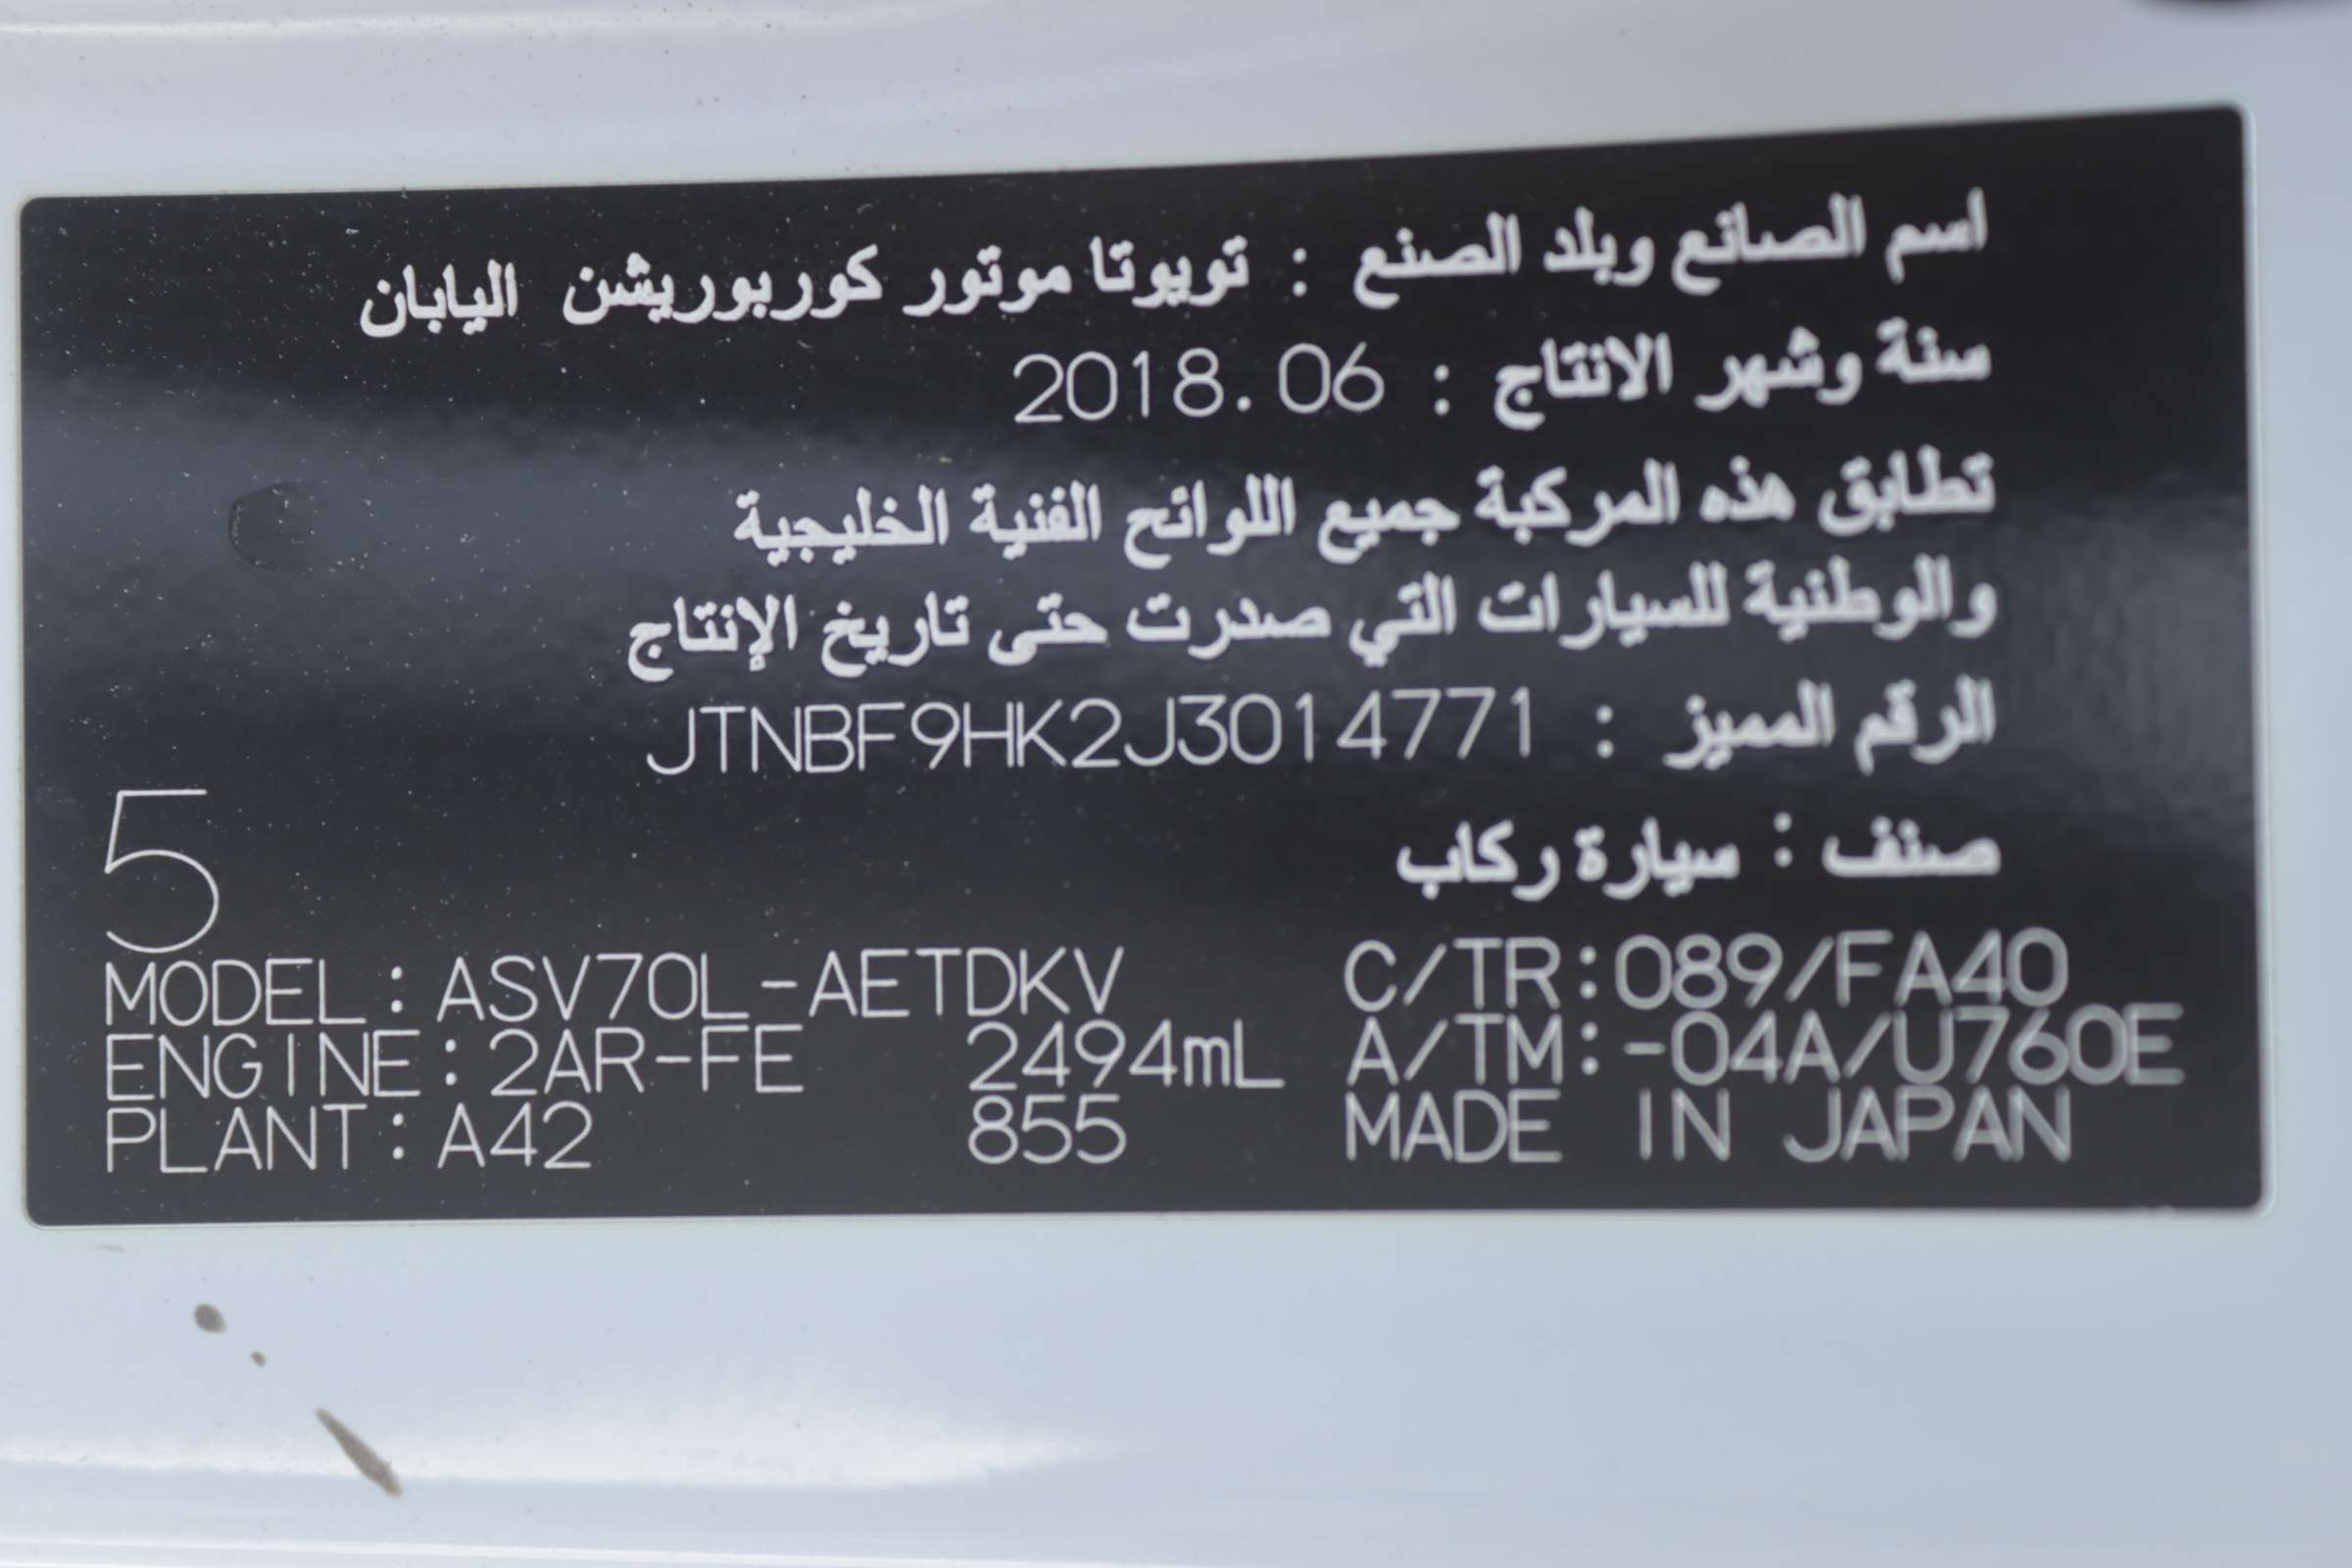 اسم الصانع وبلد الصنع : تويوتا موتور كوربوريشن اليابان
سنة وشهر الانتاج : 2018.06
تطابق هذه المركبة جميع اللوائح الفنية الخليجية
والوطنية للسيارات التي صدرت حتى تاريخ الإنتاج
الرقم المميز : JTNBF9HK2J3014771
صنف : سيارة ركاب
5
MODEL: ASV70L-AETDKV C/TR:089/FA40
ENGINE: 2AR-FE 2494mL A/TM:-04A/U760E
PLANT: A42 855 MADE IN JAPAN